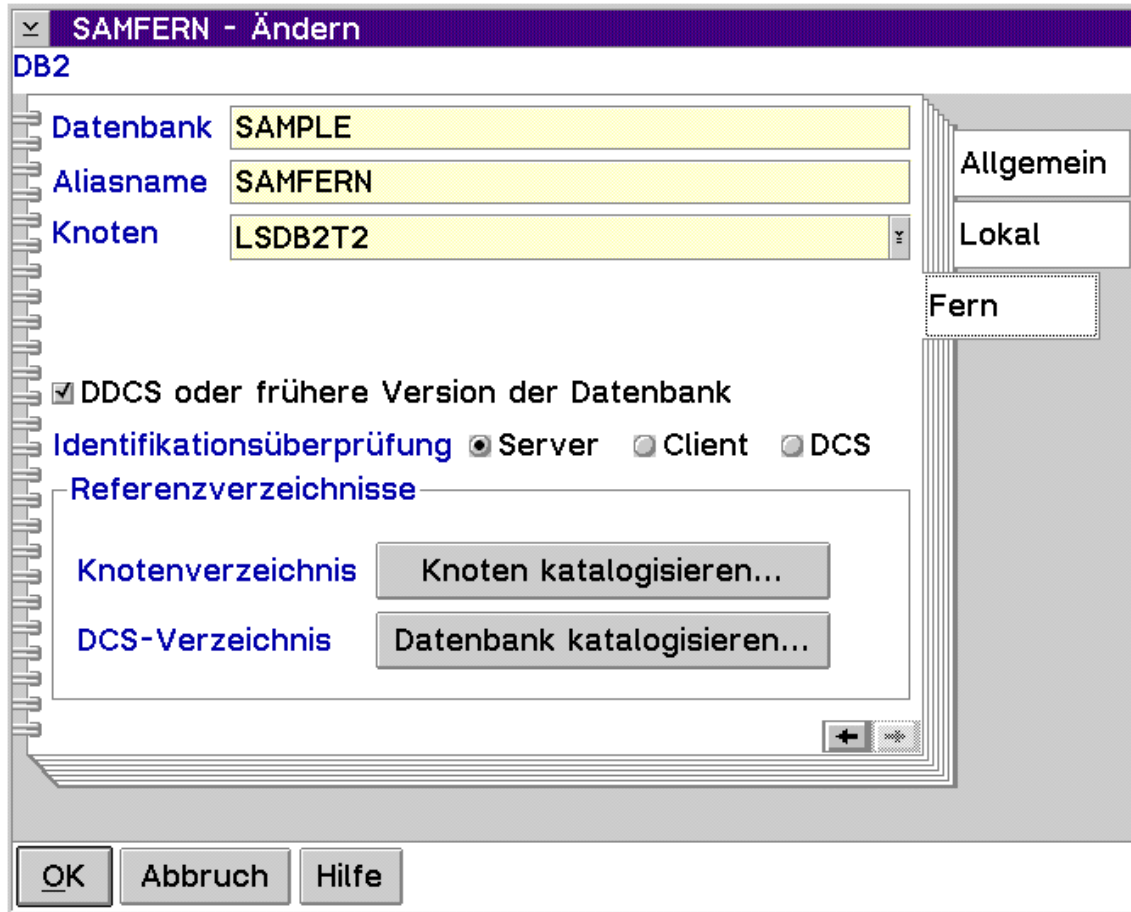 SAMFERN - Ändern
DB2
Datenbank SAMPLE
Aliasname SAMFERN
Knoten LSDB2T2
Allgemein
Lokal
Fern
DDCS oder frühere Version der Datenbank
Identifikationsüberprüfung Server Client DCS
Referenzverzeichnisse
Knotenverzeichnis Knoten katalogisieren...
DCS-Verzeichnis Datenbank katalogisieren...
OK Abbruch Hilfe